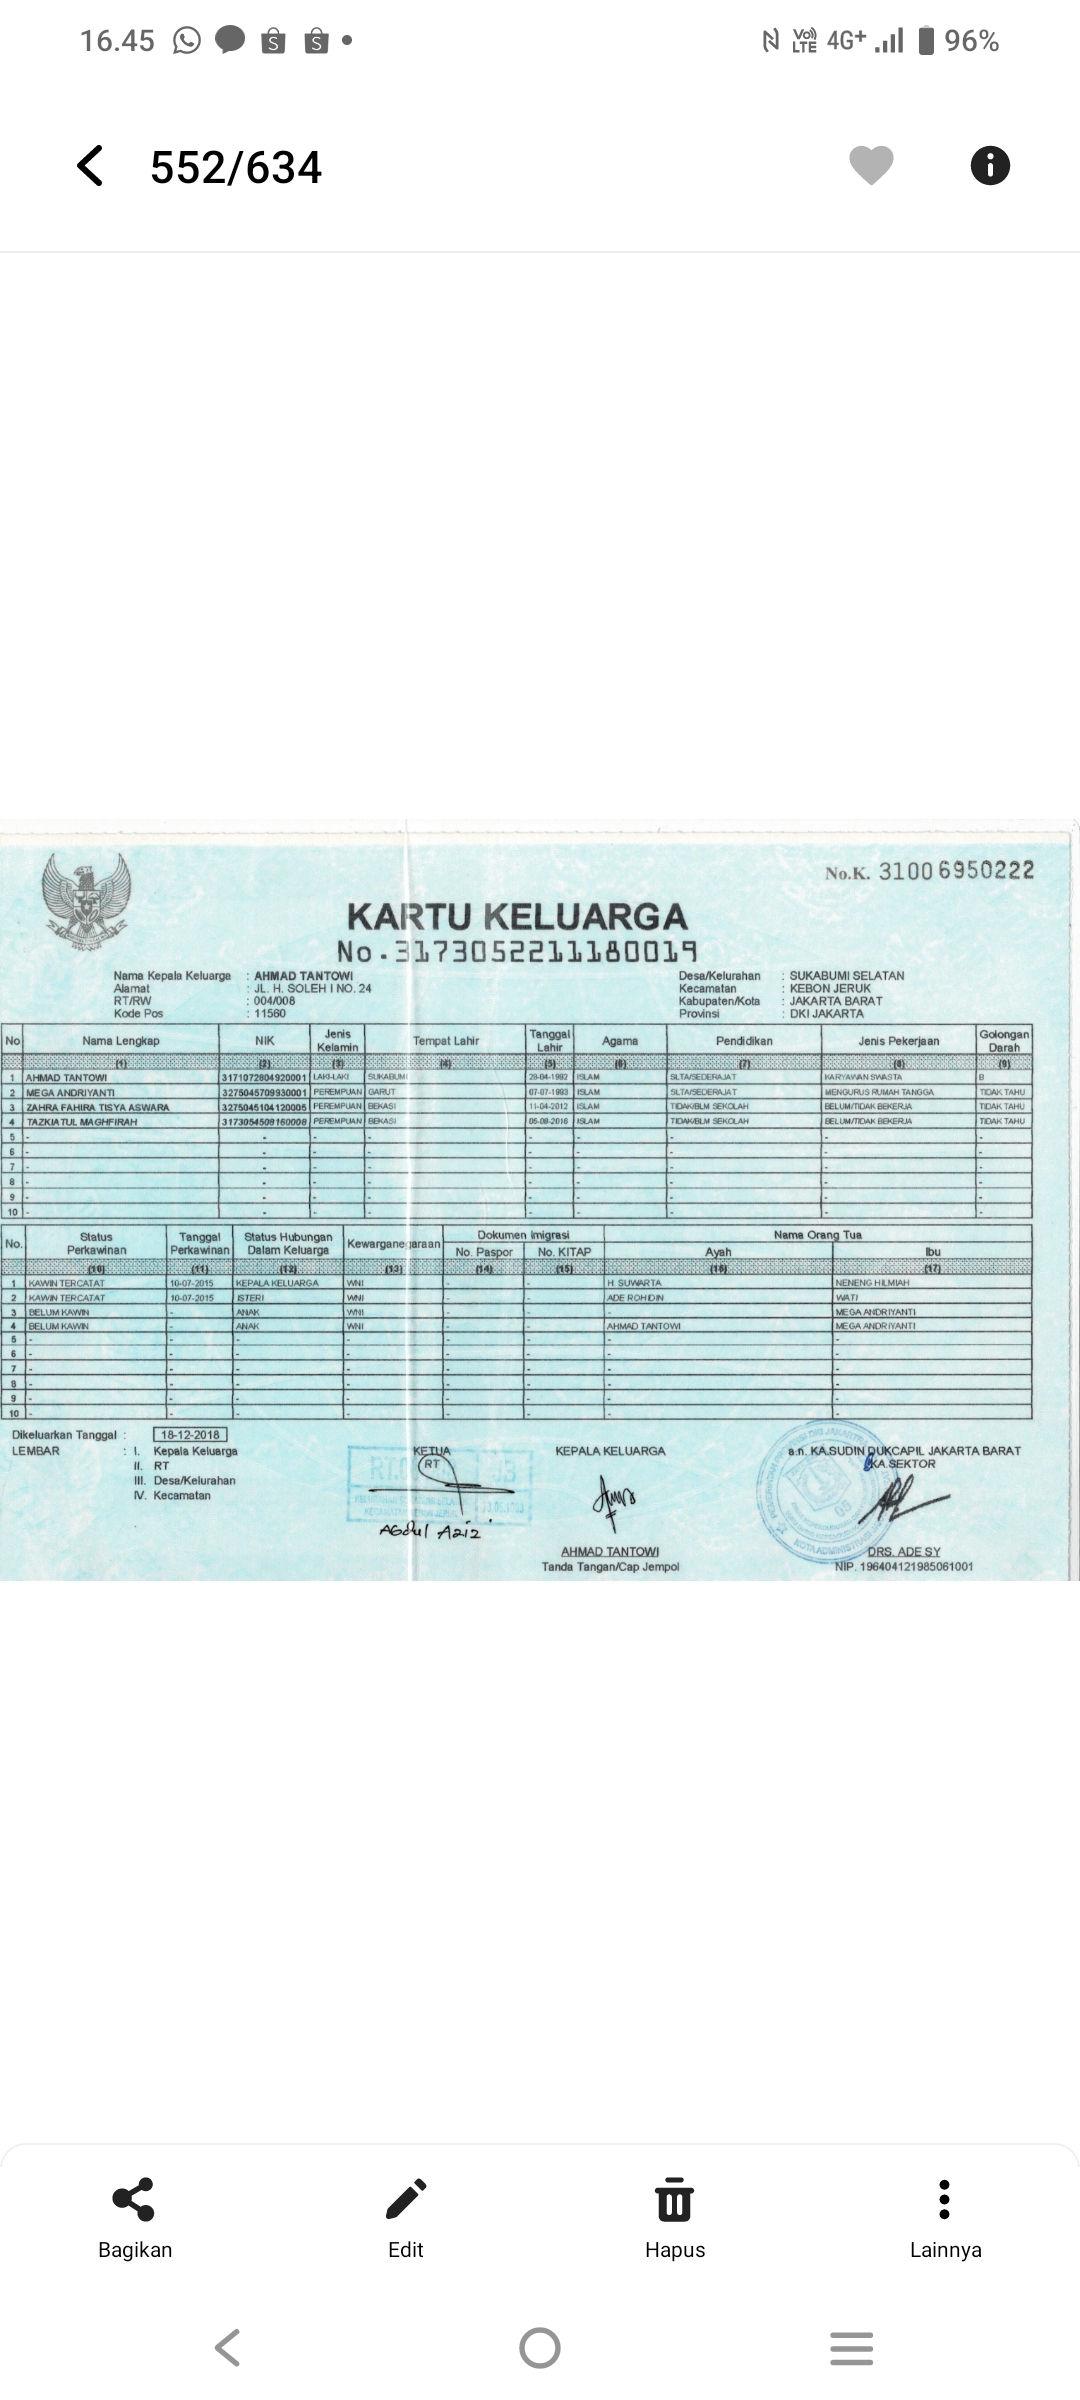 16.45 4G+ 96%
552/634
No.K. 3100 6950222
KARTU KELUARGA
No.3173052211180019
Nama Kepala Keluarga : AHMAD TANTOWI
Alamat : JL. H. SOLEH I NO. 24
RT/RW : 004/008
Kode Pos : 11560
Desa/Kelurahan : SUKABUMI SELATAN
Kecamatan : KEBON JERUK
Kabupaten/Kota : JAKARTA BARAT
Provinsi : DKI JAKARTA
No Nama Lengkap NIK Jenis Kelamin Tempat Lahir Tanggal Lahir Agama Pendidikan Jenis Pekerjaan Golongan Darah
(1) (2) (3) (4) (5) (6) (7) (8) (9)
1 AHMAD TANTOWI 3171072804920001 LAKI-LAKI SUKABUMI 28-04-1992 ISLAM SLTA/SEDERAJAT KARYAWAN SWASTA B
2 MEGA ANDRIYANTI 3275045709930001 PEREMPUAN GARUT 07-07-1993 ISLAM SLTA/SEDERAJAT MENGURUS RUMAH TANGGA TIDAK TAHU
3 ZAHRA FAHIRA TISYA ASWARA 3275045104120005 PEREMPUAN BEKASI 11-04-2012 ISLAM TIDAK/BLM SEKOLAH BELUM/TIDAK BEKERJA TIDAK TAHU
4 TAZKIATUL MAGHFIRAH 3173054508160006 PEREMPUAN BEKASI 05-08-2016 ISLAM TIDAK/BLM SEKOLAH BELUM/TIDAK BEKERJA TIDAK TAHU
5 - - - - - - - - -
6 - - - - - - - - -
7 - - - - - - - - -
8 - - - - - - - - -
9 - - - - - - - - -
10 - - - - - - - - -
No. Status Perkawinan Tanggal Perkawinan Status Hubungan Dalam Keluarga Kewarganegaraan Dokumen Imigrasi Nama Orang Tua
No. Paspor No. KITAP Ayah Ibu
(10) (11) (12) (13) (14) (15) (16) (17)
1 KAWIN TERCATAT 10-07-2015 KEPALA KELUARGA WNI - - H. SUWARTA NENENG HILMIAH
2 KAWIN TERCATAT 10-07-2015 ISTERI WNI - - ADE ROHIDIN WATI
3 BELUM KAWIN - ANAK WNI - - - MEGA ANDRIYANTI
4 BELUM KAWIN - ANAK WNI - - AHMAD TANTOWI MEGA ANDRIYANTI
5 - - - - - - - -
6 - - - - - - - -
7 - - - - - - - -
8 - - - - - - - -
9 - - - - - - - -
10 - - - - - - - -
Dikeluarkan Tanggal : 18-12-2018
LEMBAR : I. Kepala Keluarga
II. RT
III. Desa/Kelurahan
IV. Kecamatan
KETUA
RT
Abdul Aziz
KEPALA KELUARGA
AHMAD TANTOWI
Tanda Tangan/Cap Jempol
a.n. KA.SUDIN DUKCAPIL JAKARTA BARAT
KA.SEKTOR
DRS. ADE SY
NIP. 196404121985061001
Bagikan Edit Hapus Lainnya